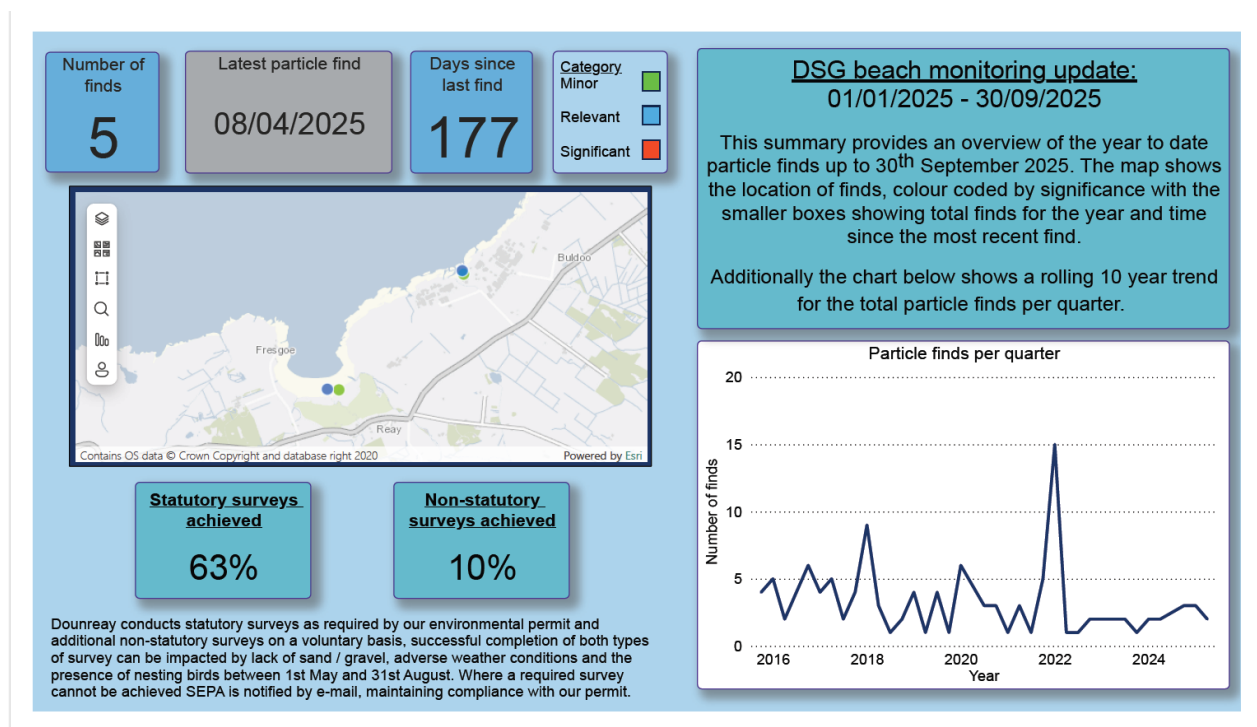 Number of
finds
5
Latest particle find
08/04/2025
Days since
last find
177
Category
Minor
Relevant
Significant
DSG beach monitoring update:
01/01/2025 - 30/09/2025
This summary provides an overview of the year to date
particle finds up to 30th September 2025. The map shows
the location of finds, colour coded by significance with the
smaller boxes showing total finds for the year and time
since the most recent find.
Additionally the chart below shows a rolling 10 year trend
for the total particle finds per quarter.
Buldoo
Fresgoe
Reay
Contains OS data © Crown Copyright and database right 2020
Powered by Esri
Statutory surveys
achieved
63%
Non-statutory
surveys achieved
10%
Dounreay conducts statutory surveys as required by our environmental permit and
additional non-statutory surveys on a voluntary basis, successful completion of both types
of survey can be impacted by lack of sand / gravel, adverse weather conditions and the
presence of nesting birds between 1st May and 31st August. Where a required survey
cannot be achieved SEPA is notified by e-mail, maintaining compliance with our permit.
Particle finds per quarter
Number of finds
20
15
10
5
0
2016 2018 2020 2022 2024
Year